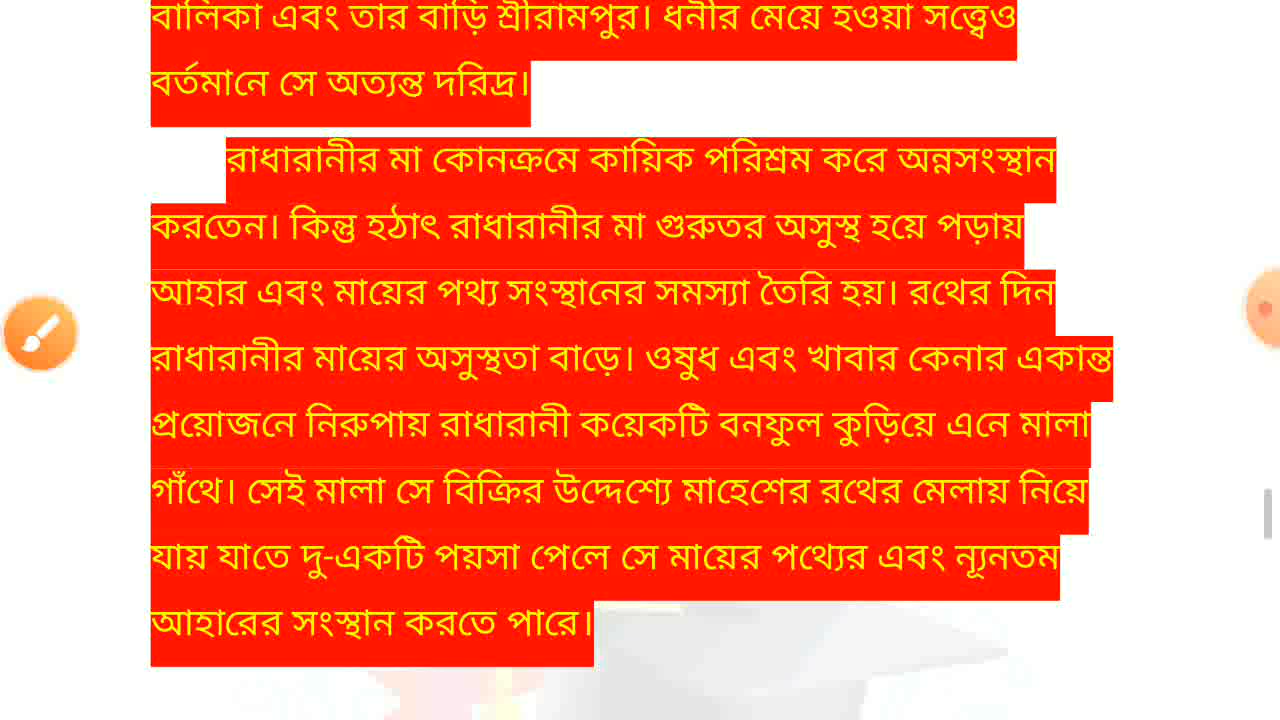 বালিকা এবং তার বাড়ি শ্রীরামপুর। ধনীর মেয়ে হওয়া সত্ত্বেও
বর্তমানে সে অত্যন্ত দরিদ্র।
রাধারানীর মা কোনক্রমে কায়িক পরিশ্রম করে অন্নসংস্থান
করতেন। কিন্তু হঠাৎ রাধারানীর মা গুরুতর অসুস্থ হয়ে পড়ায়
আহার এবং মায়ের পথ্য সংস্থানের সমস্যা তৈরি হয়। রথের দিন
রাধারানীর মায়ের অসুস্থতা বাড়ে। ওষুধ এবং খাবার কেনার একান্ত
প্রয়োজনে নিরুপায় রাধারানী কয়েকটি বনফুল কুড়িয়ে এনে মালা
গাঁথে। সেই মালা সে বিক্রির উদ্দেশ্যে মাহেশের রথের মেলায় নিয়ে
যায় যাতে দু-একটি পয়সা পেলে সে মায়ের পথ্যের এবং ন্যূনতম
আহারের সংস্থান করতে পারে।